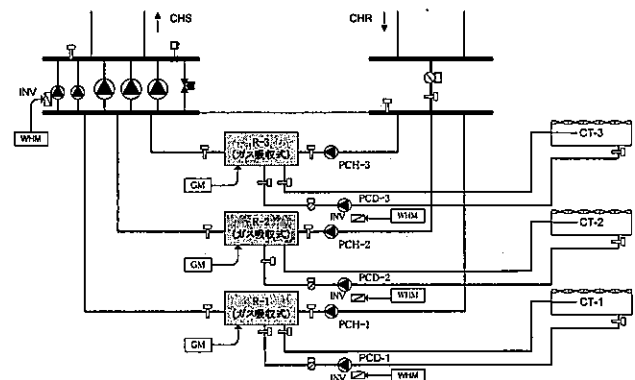 CHS
CHR
INV
WHM
R-3
(ガス吸収式)
PCH-3
GM
CT-3
PCD-3
INV
WHM
R-2
(ガス吸収式)
PCH-2
GM
CT-2
PCD-2
INV
WHM
R-1
(ガス吸収式)
PCH-1
GM
CT-1
PCD-1
INV
WHM